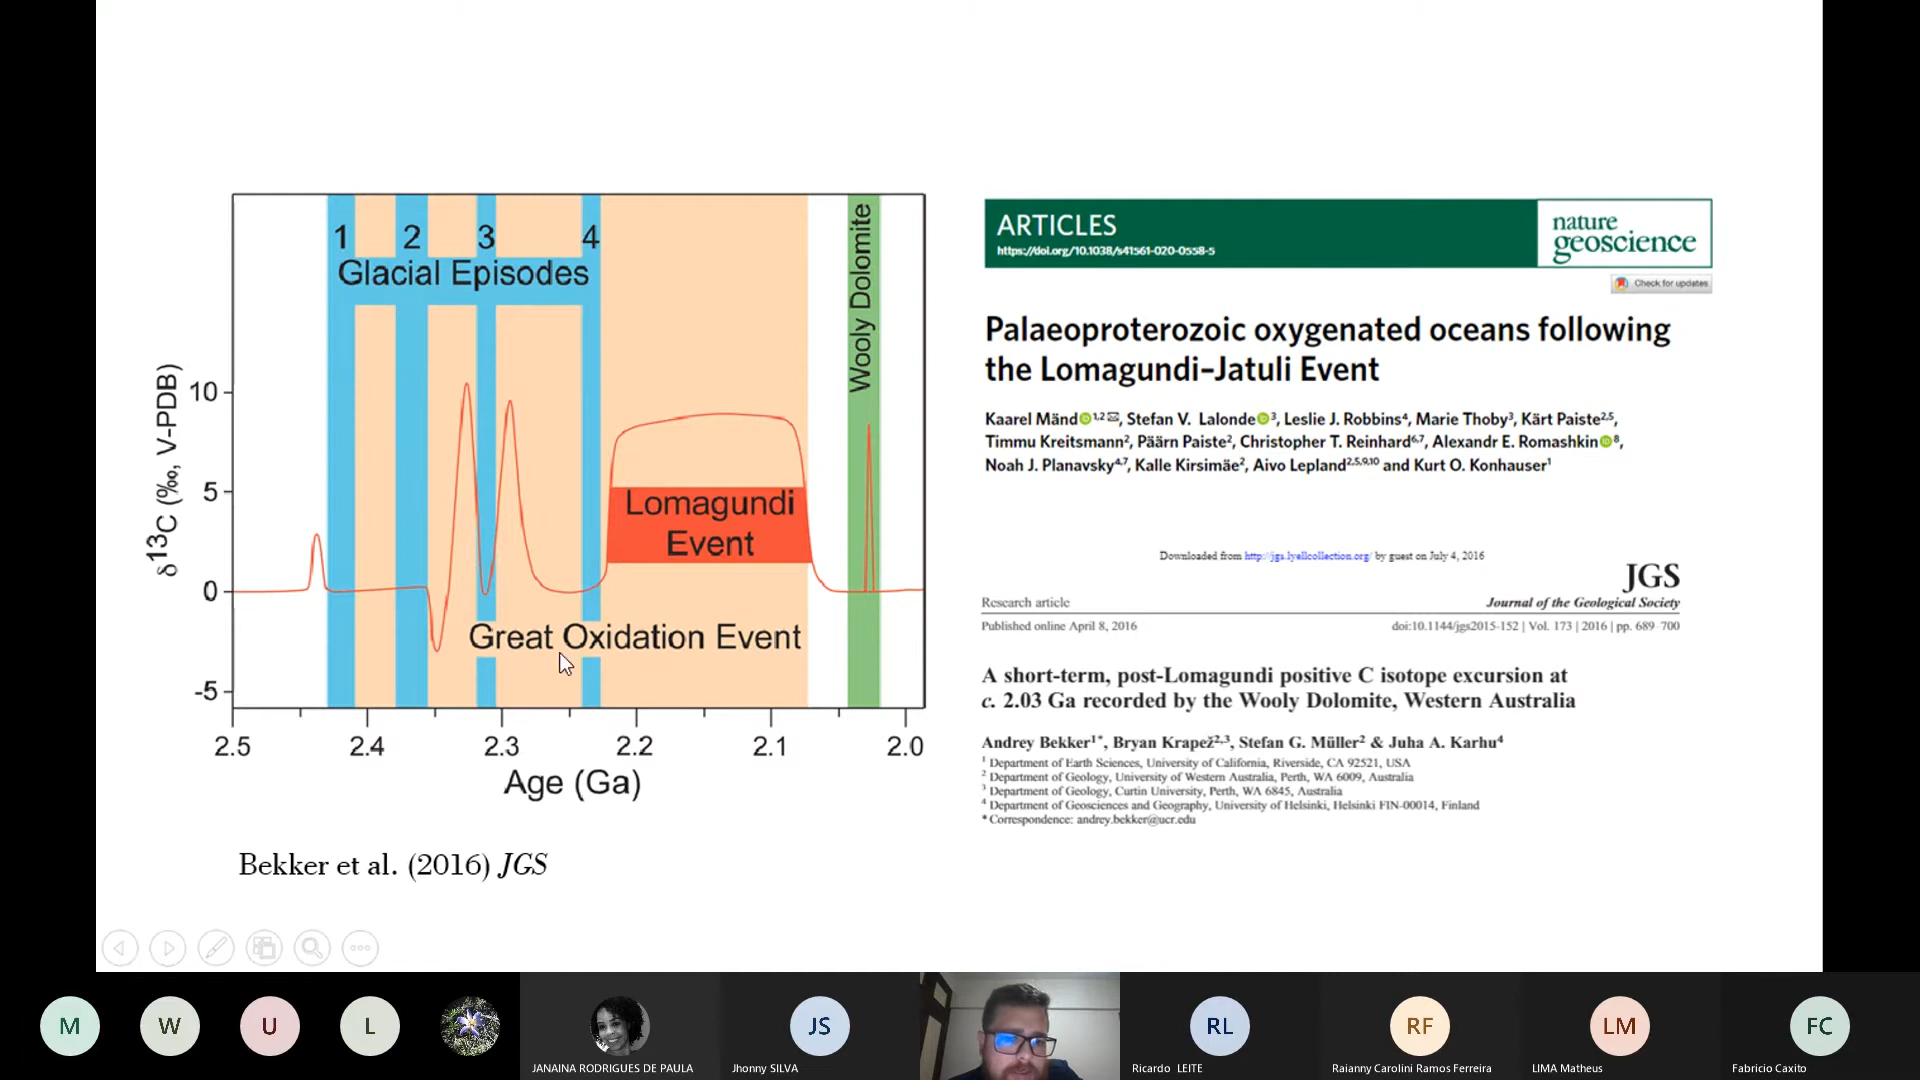 1 2 3 4
Glacial Episodes
Wooly Dolomite
δ13C (‰, V-PDB)
10
5
0
-5
Lomagundi
Event
Great Oxidation Event
2.5 2.4 2.3 2.2 2.1 2.0
Age (Ga)
Bekker et al. (2016) JGS
ARTICLES
https://doi.org/10.1038/s41561-020-0558-5
nature
geoscience
Check for updates
Palaeoproterozoic oxygenated oceans following
the Lomagundi–Jatuli Event
Kaarel Mänd1,2✉, Stefan V. Lalonde3, Leslie J. Robbins4, Marie Thoby3, Kärt Paiste2,5,
Timmu Kreitsmann2, Päärn Paiste2, Christopher T. Reinhard6,7, Alexandr E. Romashkin8,
Noah J. Planavsky4,7, Kalle Kirsimäe2, Aivo Lepland2,5,9,10 and Kurt O. Konhauser1
Downloaded from http://jgs.lyellcollection.org/ by guest on July 4, 2016
JGS
Research article Journal of the Geological Society
Published online April 8, 2016 doi:10.1144/jgs2015-152 | Vol. 173 | 2016 | pp. 689–700
A short-term, post-Lomagundi positive C isotope excursion at
c. 2.03 Ga recorded by the Wooly Dolomite, Western Australia
Andrey Bekker1*, Bryan Krapež2,3, Stefan G. Müller2 & Juha A. Karhu4
1 Department of Earth Sciences, University of California, Riverside, CA 92521, USA
2 Department of Geology, University of Western Australia, Perth, WA 6009, Australia
3 Department of Geology, Curtin University, Perth, WA 6845, Australia
4 Department of Geosciences and Geography, University of Helsinki, Helsinki FIN-00014, Finland
* Correspondence: andrey.bekker@ucr.edu
M W U L JS RL RF LM FC
JANAINA RODRIGUES DE PAULA Jhonny SILVA Ricardo LEITE Raianny Carolini Ramos Ferreira LIMA Matheus Fabricio Caxito